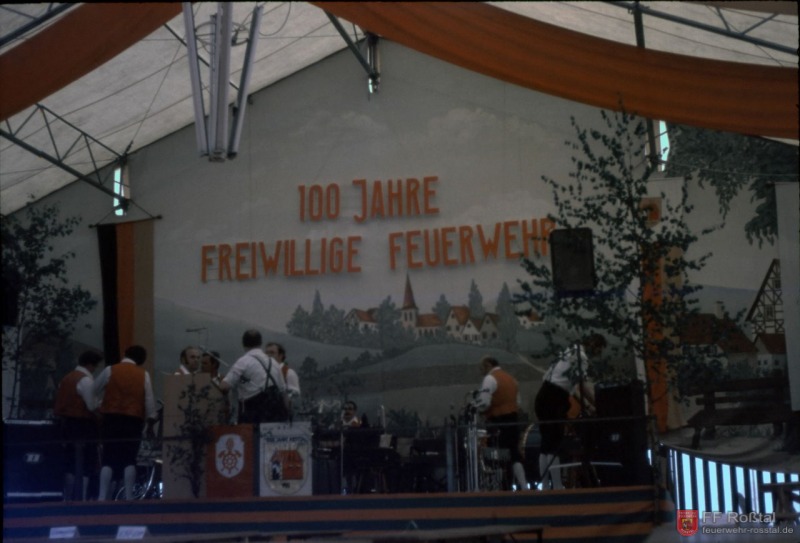 100 JAHRE
FREIWILLIGE FEUERWEHR
FF Roßtal
feuerwehr-rosstal.de